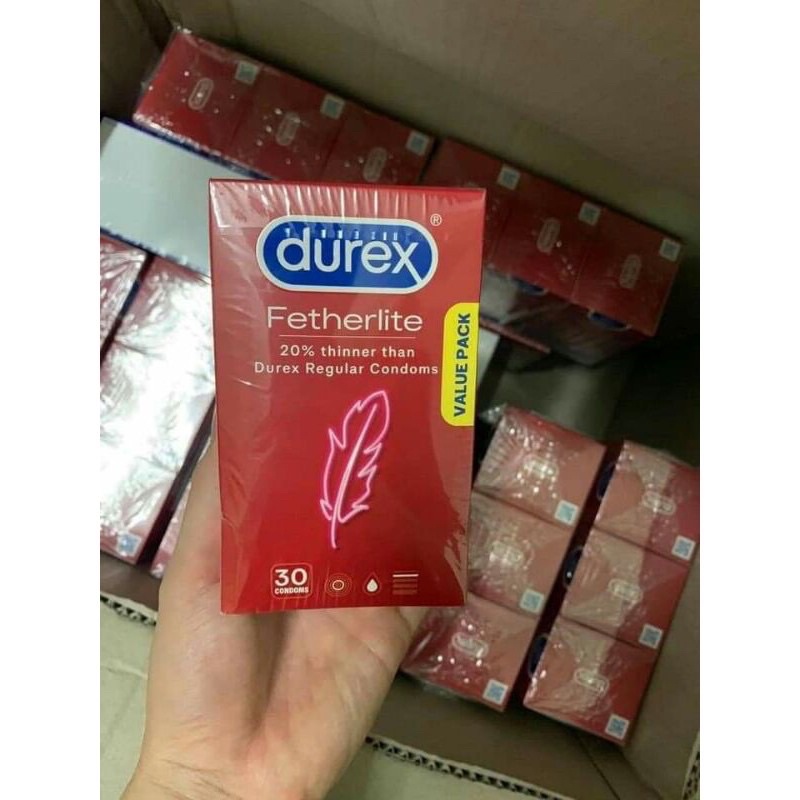 durex®
Fetherlite
20% thinner than
Durex Regular Condoms
VALUE PACK
30
CONDOMS